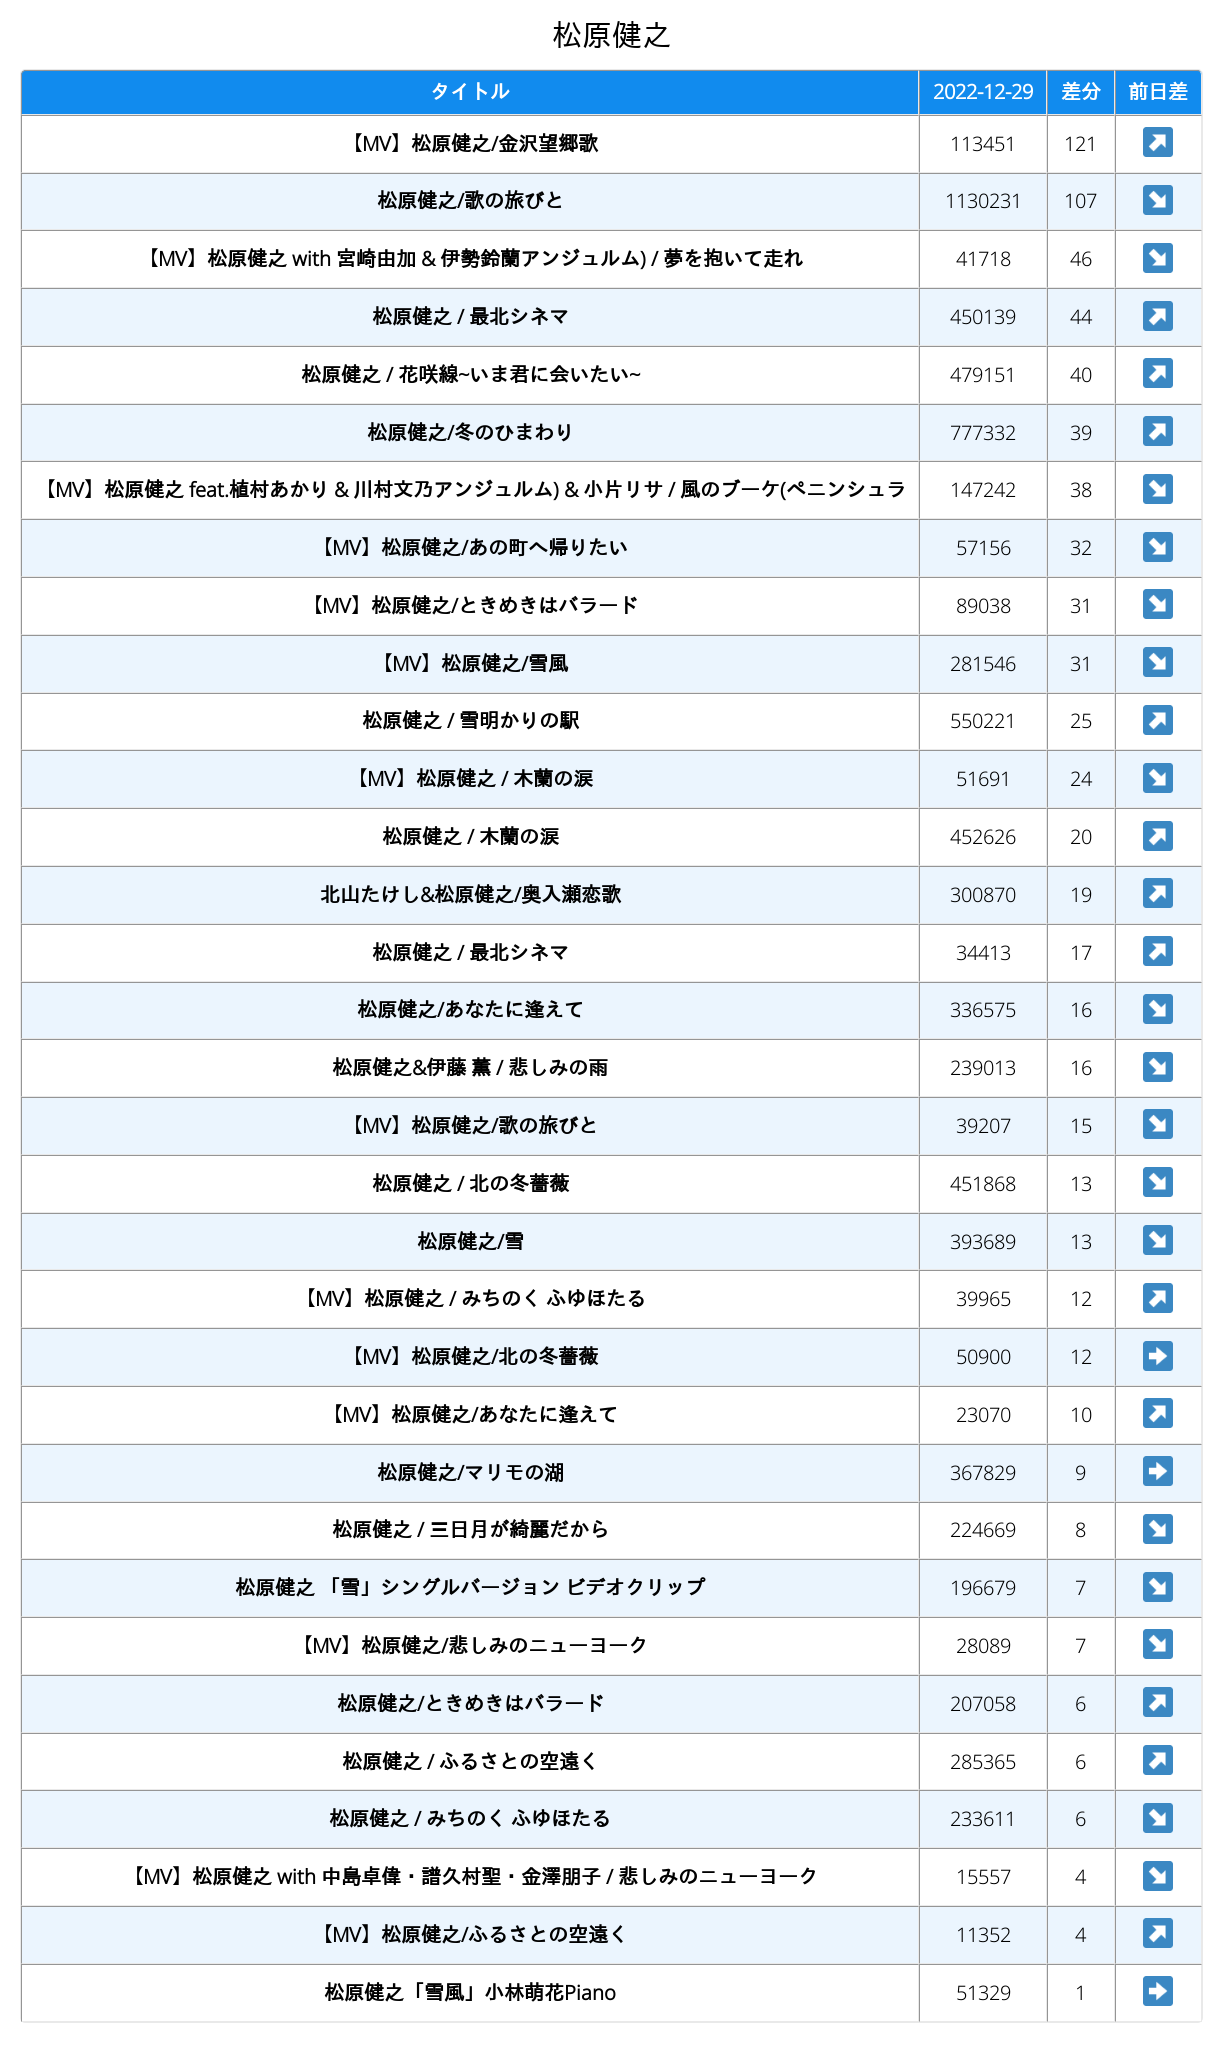 松原健之
タイトル 2022-12-29 差分 前日差
【MV】松原健之/金沢望郷歌 113451 121 ↗
松原健之/歌の旅びと 1130231 107 ↘
【MV】松原健之 with 宮崎由加 & 伊勢鈴蘭アンジュルム) / 夢を抱いて走れ 41718 46 ↘
松原健之 / 最北シネマ 450139 44 ↗
松原健之 / 花咲線~いま君に会いたい~ 479151 40 ↗
松原健之/冬のひまわり 777332 39 ↗
【MV】松原健之 feat.植村あかり & 川村文乃アンジュルム) & 小片リサ / 風のブーケ(ペニンシュラ 147242 38 ↘
【MV】松原健之/あの町へ帰りたい 57156 32 ↘
【MV】松原健之/ときめきはバラード 89038 31 ↘
【MV】松原健之/雪風 281546 31 ↘
松原健之 / 雪明かりの駅 550221 25 ↗
【MV】松原健之 / 木蘭の涙 51691 24 ↘
松原健之 / 木蘭の涙 452626 20 ↗
北山たけし&松原健之/奥入瀬恋歌 300870 19 ↗
松原健之 / 最北シネマ 34413 17 ↗
松原健之/あなたに逢えて 336575 16 ↘
松原健之&伊藤 薫 / 悲しみの雨 239013 16 ↘
【MV】松原健之/歌の旅びと 39207 15 ↘
松原健之 / 北の冬薔薇 451868 13 ↘
松原健之/雪 393689 13 ↘
【MV】松原健之 / みちのく ふゆほたる 39965 12 ↗
【MV】松原健之/北の冬薔薇 50900 12 →
【MV】松原健之/あなたに逢えて 23070 10 ↗
松原健之/マリモの湖 367829 9 →
松原健之 / 三日月が綺麗だから 224669 8 ↘
松原健之 「雪」シングルバージョン ビデオクリップ 196679 7 ↘
【MV】松原健之/悲しみのニューヨーク 28089 7 ↘
松原健之/ときめきはバラード 207058 6 ↗
松原健之 / ふるさとの空遠く 285365 6 ↗
松原健之 / みちのく ふゆほたる 233611 6 ↘
【MV】松原健之 with 中島卓偉・譜久村聖・金澤朋子 / 悲しみのニューヨーク 15557 4 ↘
【MV】松原健之/ふるさとの空遠く 11352 4 ↗
松原健之「雪風」小林萌花Piano 51329 1 →